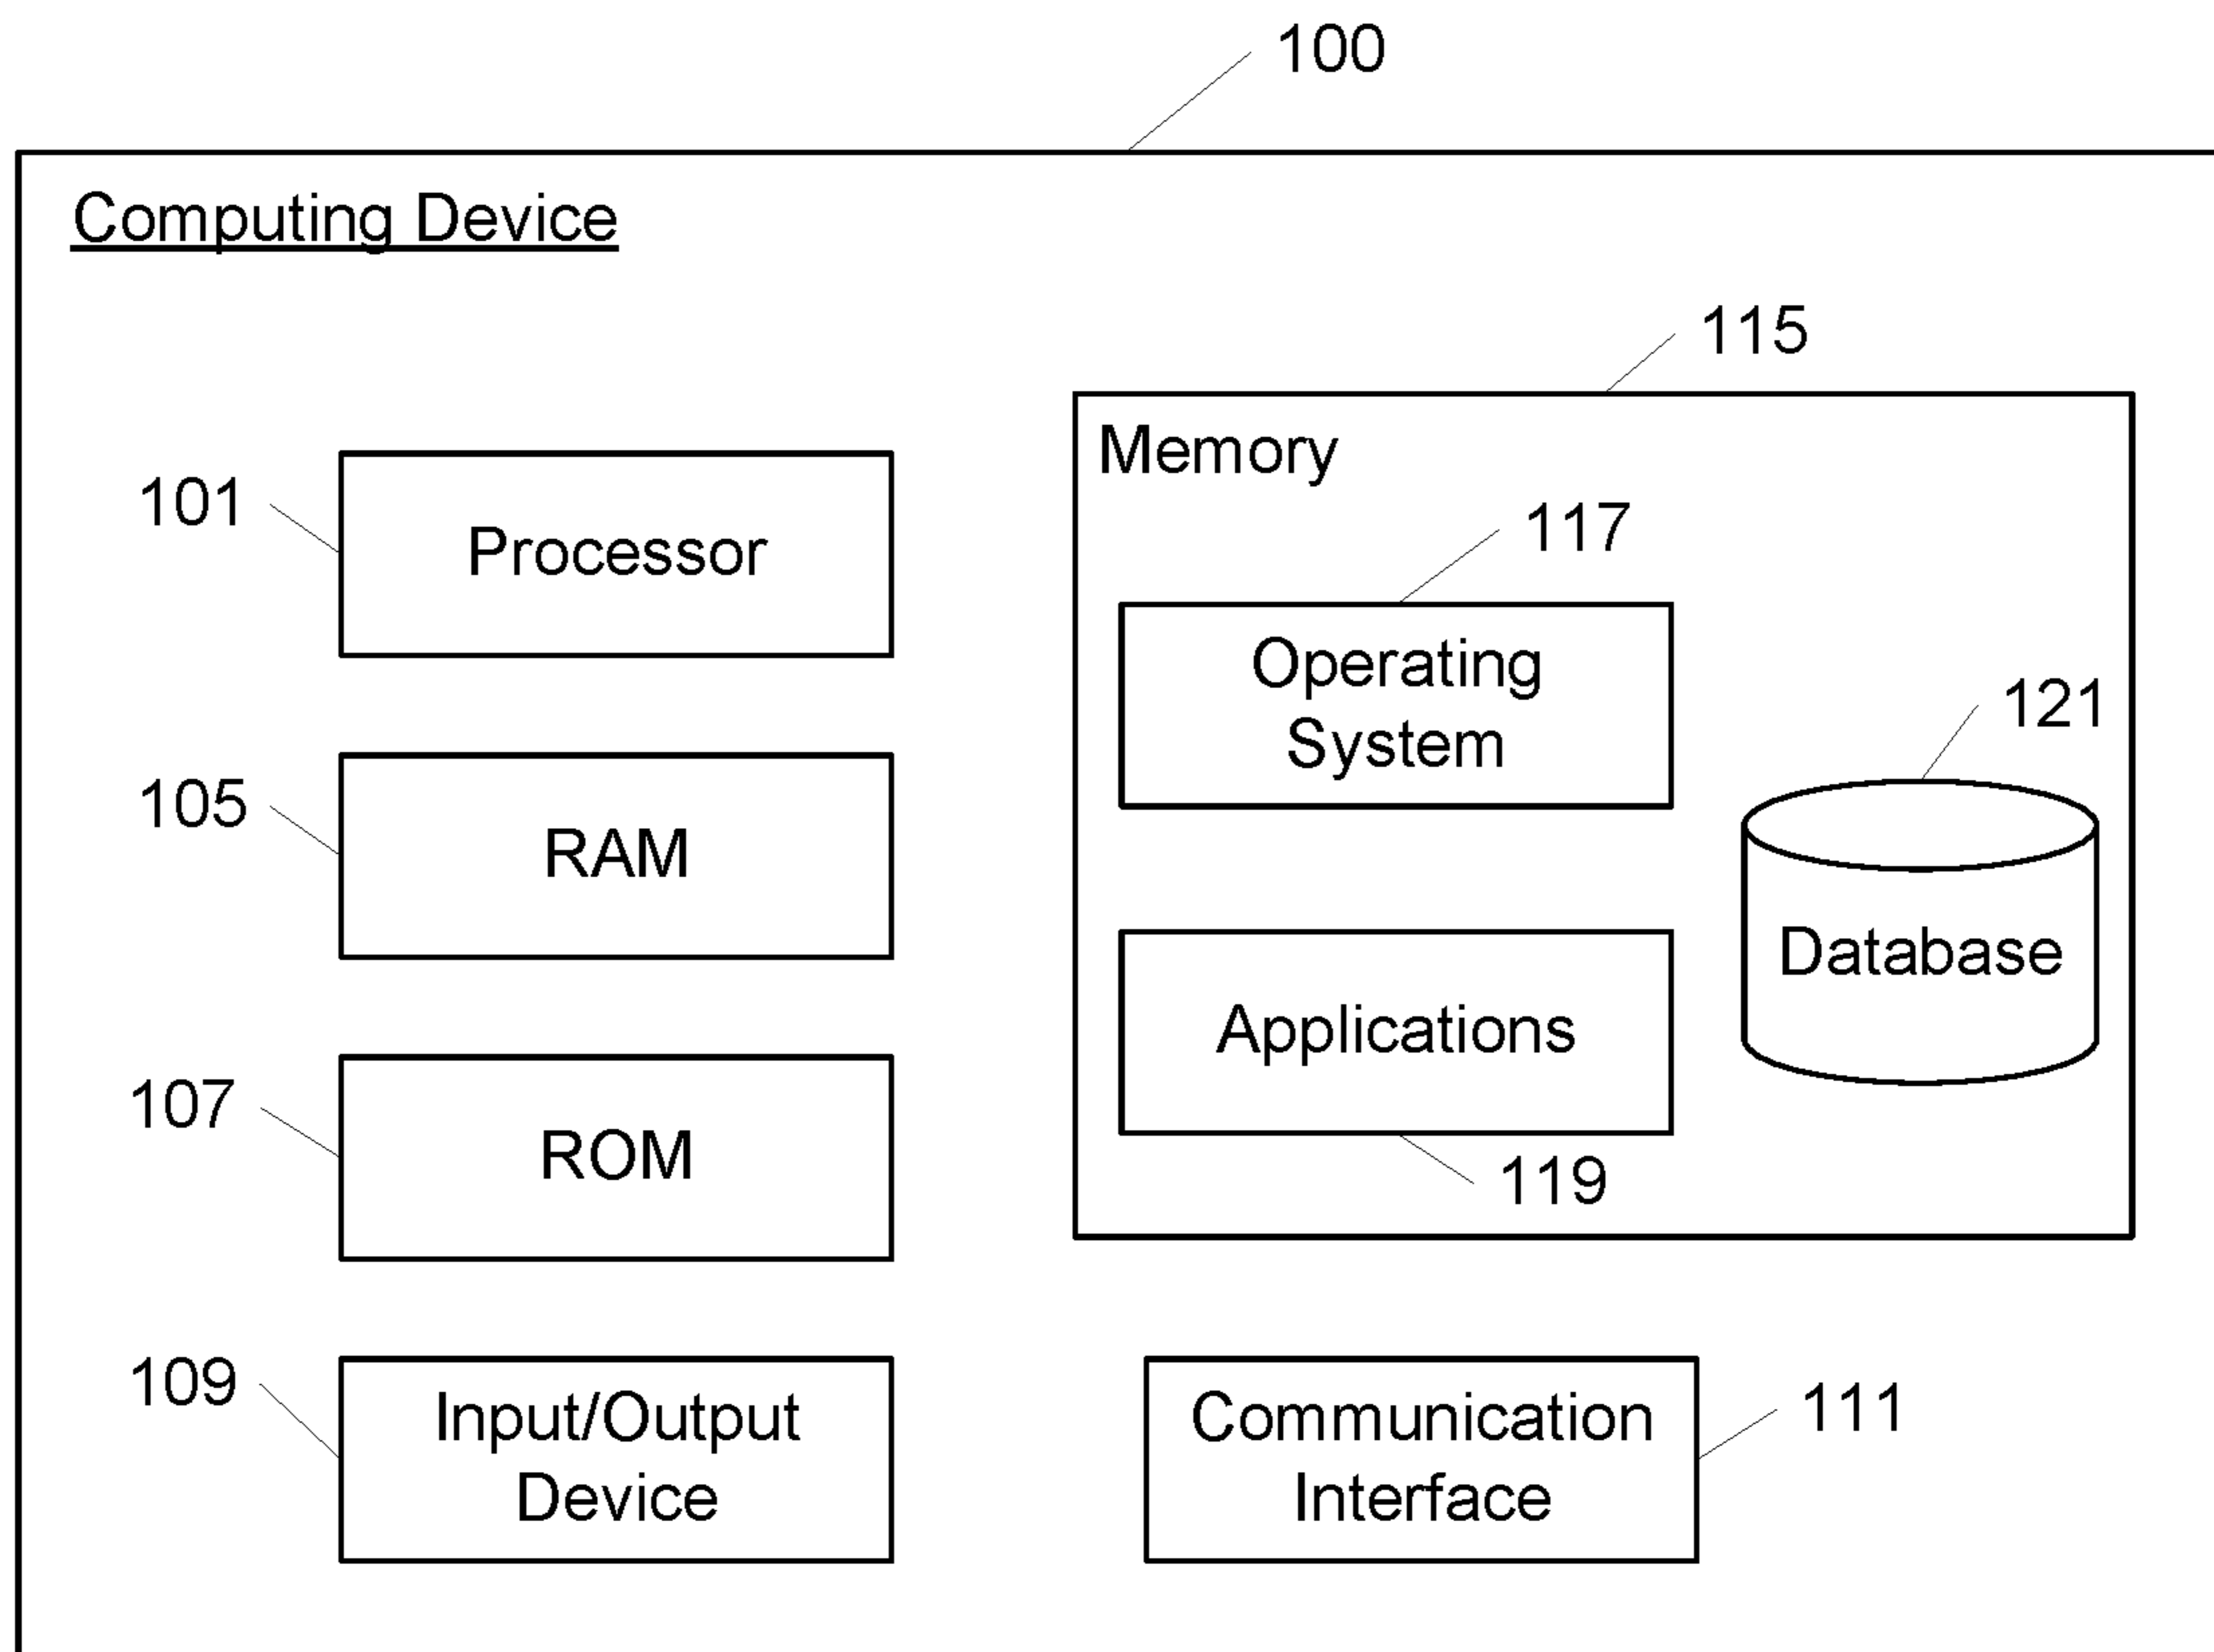 100
Computing Device
115
Memory
101
Processor
117
Operating
System
121
105
RAM
Database
Applications
107
ROM
119
109
Input/Output
Device
Communication
Interface
111